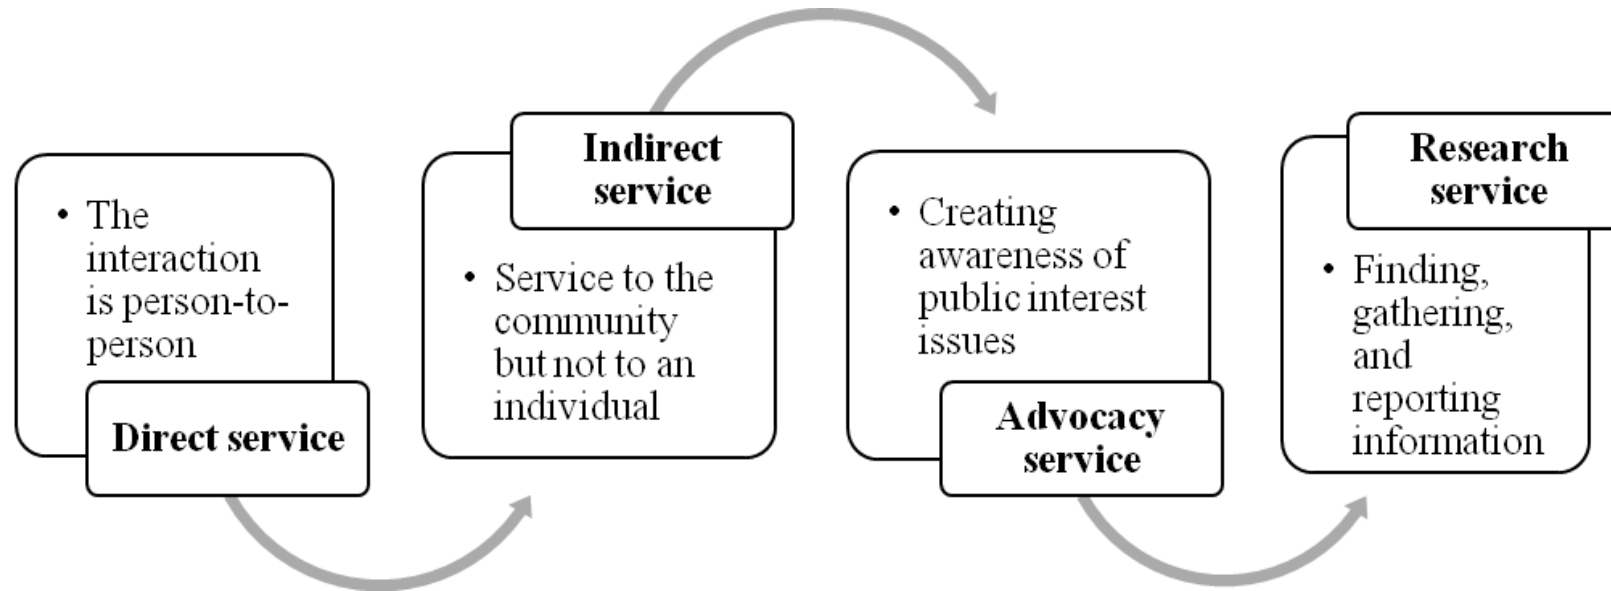 • The
interaction
is person-to-
person
Direct service
Indirect
service
• Service to the
community
but not to an
individual
• Creating
awareness of
public interest
issues
Advocacy
service
Research
service
• Finding,
gathering,
and
reporting
information